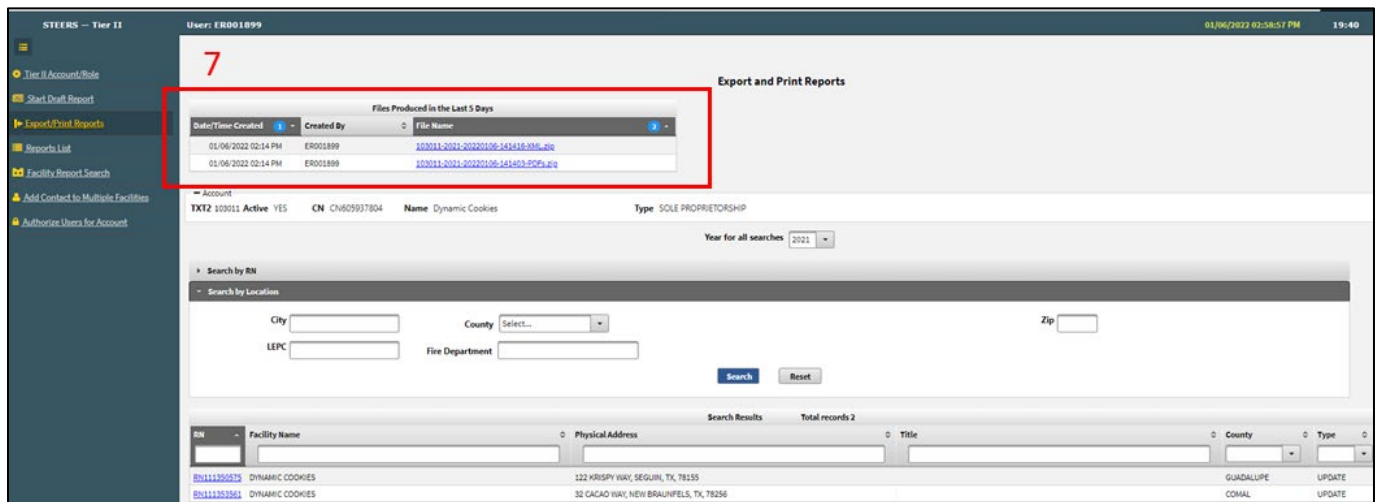 STEERS — Tier II
User: ER001899
01/06/2022 02:58:57 PM
19:40
7
Tier II Account/Role
Start Draft Report
Export/Print Reports
Reports List
Facility Report Search
Add Contact to Multiple Facilities
Authorize Users for Account
Export and Print Reports
Files Produced in the Last 5 Days
Date/Time Created 1 Created By File Name 2
01/06/2022 02:14 PM ER001899 103011-2021-20220106-141416-XML.zip
01/06/2022 02:14 PM ER001899 103011-2021-20220106-141403-PDFs.zip
Account
TXT2 103011 Active YES CN CN605937804 Name Dynamic Cookies Type SOLE PROPRIETORSHIP
Year for all searches 2021
Search by RN
Search by Location
City County Select... Zip
LEPC Fire Department
Search Reset
Search Results Total records 2
RN Facility Name Physical Address Title County Type
RN111350575 DYNAMIC COOKIES 122 KRISPY WAY, SEGUIN, TX, 78155 GUADALUPE UPDATE
RN111353561 DYNAMIC COOKIES 32 CACAO WAY, NEW BRAUNFELS, TX, 78256 COMAL UPDATE